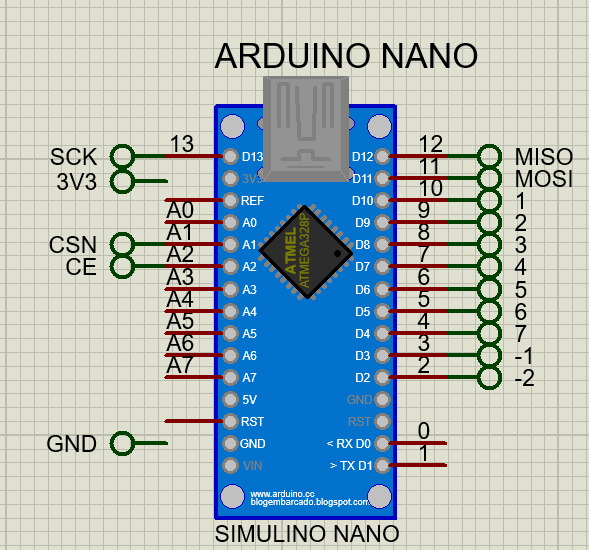 ARDUINO NANO
SCK 13 D13 D12 12 MISO
3V3 3V3 D11 11 MOSI
REF D10 10 1
A0 A0 D9 9 2
CSN A1 A1 D8 8 3
CE A2 A2 D7 7 4
A3 A3 D6 6 5
A4 A4 D5 5 6
A5 A5 D4 4 7
A6 A6 D3 3 -1
A7 A7 D2 2 -2
5V GND
RST RST
GND GND < RX D0 0
VIN > TX D1 1
ATMEL
ATMEGA328P
www.arduino.cc
blogembarcado.blogspot.com
SIMULINO NANO